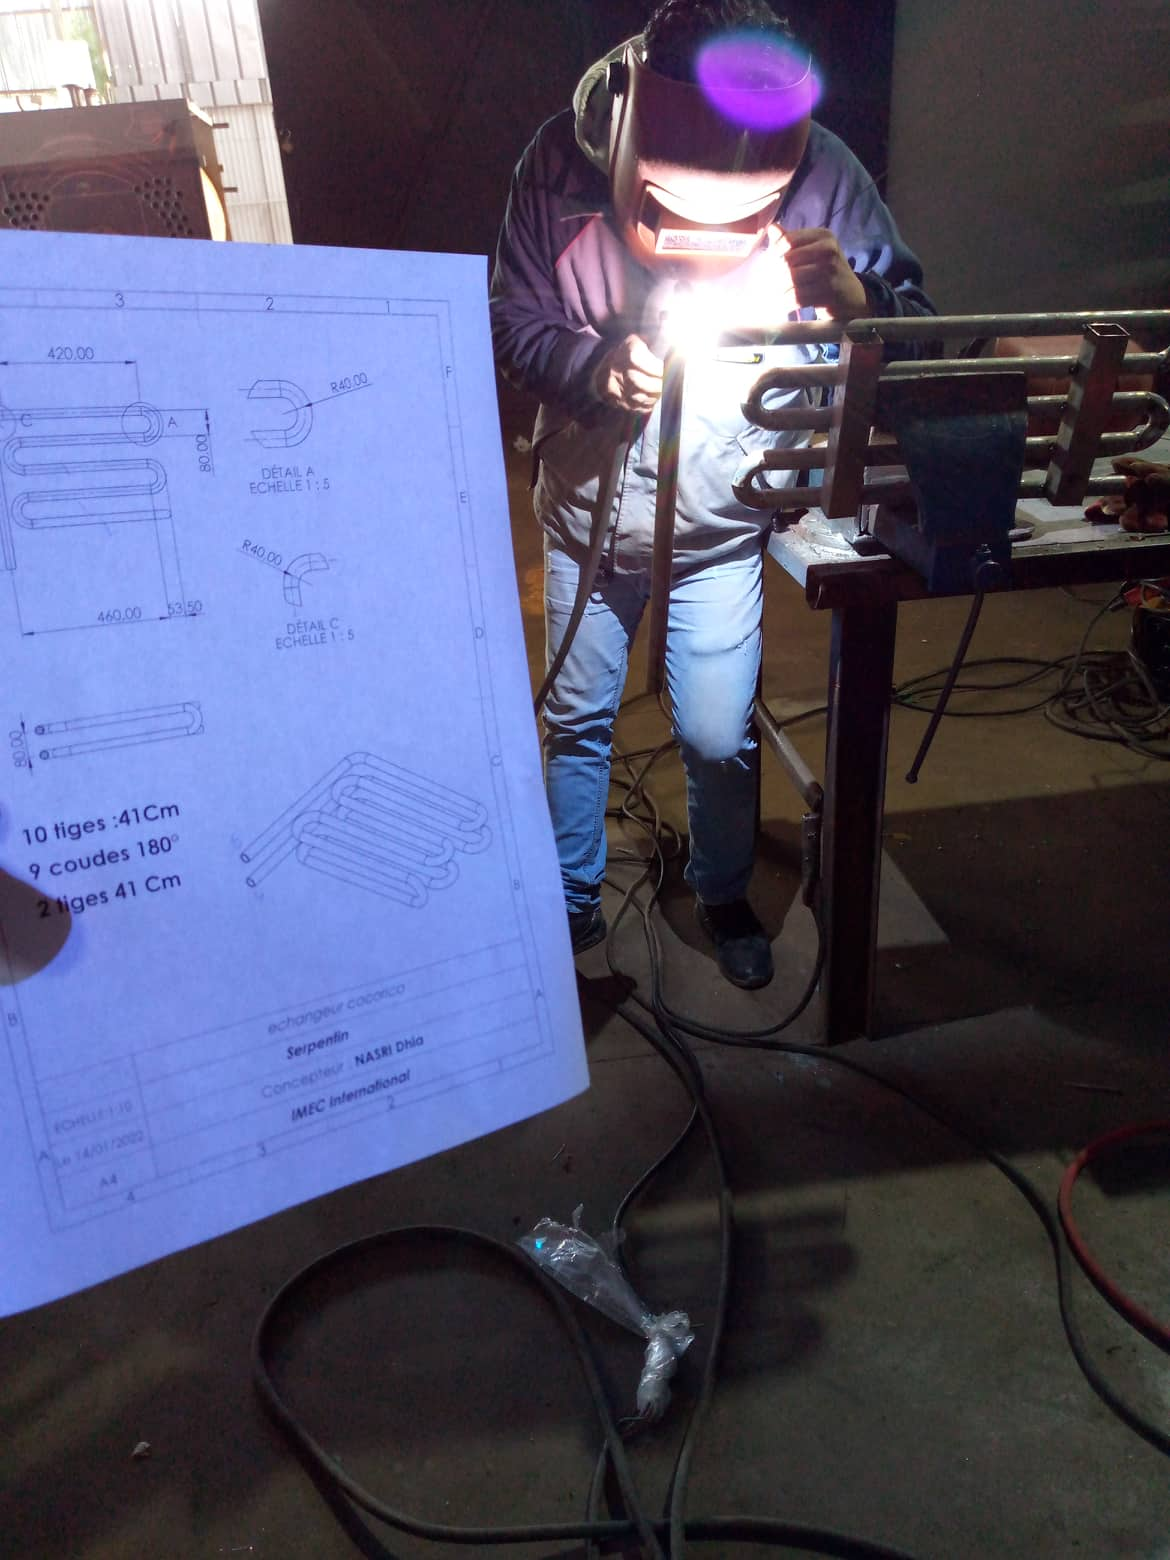 3 2 1
420,00
R40.00
F
C A
80,00
DÉTAIL A
ECHELLE 1 : 5
E
R40,00
460,00 53,50
DÉTAIL C
ECHELLE 1 : 5
D
80,00
C
10 tiges :41Cm
9 coudes 180°
2 tiges 41 Cm
B
B
echangeur cocorico
Serpentin
Concepteur : NASRI Dhia
IMEC International
ECHELLE 1:10
Le 14/01/2022
A4
A
A
4 3 2